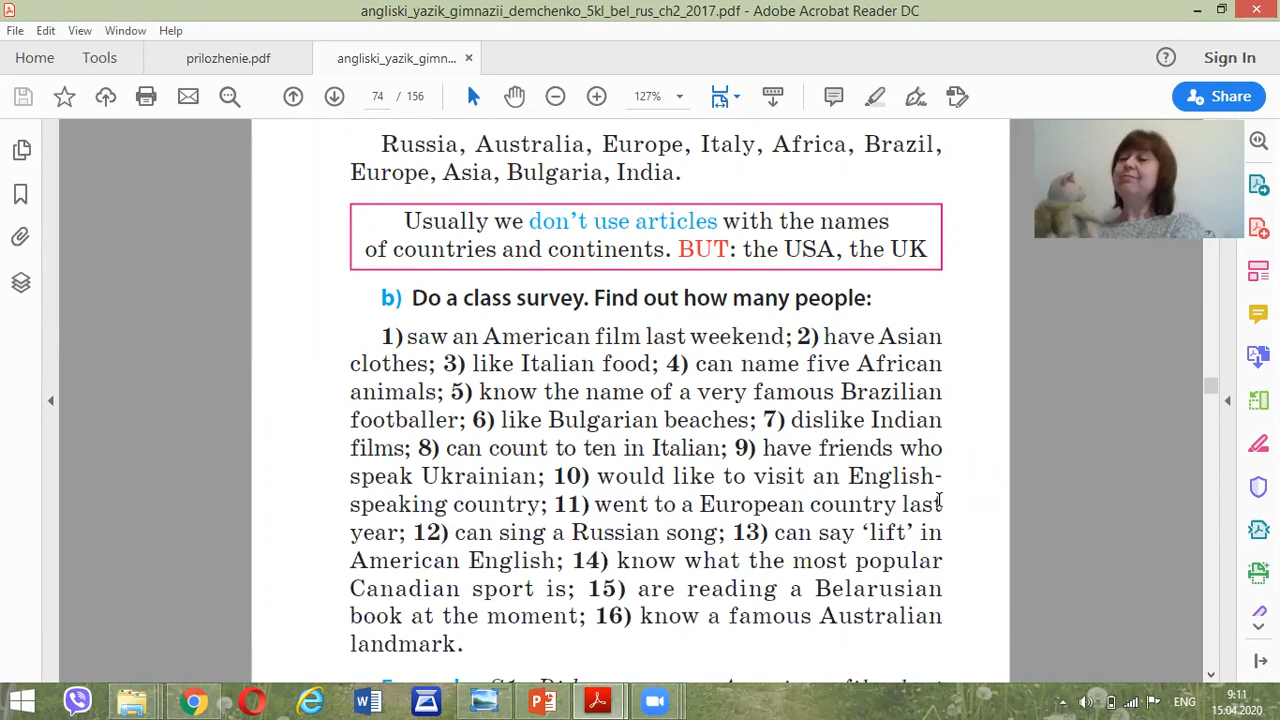 angliski_yazik_gimnazii_demchenko_5kl_bel_rus_ch2_2017.pdf - Adobe Acrobat Reader DC
File Edit View Window Help
Home Tools prilozhenie.pdf angliski_yazik_gimn... × Sign In
74 / 156 127% Share
Russia, Australia, Europe, Italy, Africa, Brazil,
Europe, Asia, Bulgaria, India.
Usually we don’t use articles with the names
of countries and continents. BUT: the USA, the UK
b) Do a class survey. Find out how many people:
1) saw an American film last weekend; 2) have Asian
clothes; 3) like Italian food; 4) can name five African
animals; 5) know the name of a very famous Brazilian
footballer; 6) like Bulgarian beaches; 7) dislike Indian
films; 8) can count to ten in Italian; 9) have friends who
speak Ukrainian; 10) would like to visit an English-
speaking country; 11) went to a European country last
year; 12) can sing a Russian song; 13) can say ‘lift’ in
American English; 14) know what the most popular
Canadian sport is; 15) are reading a Belarusian
book at the moment; 16) know a famous Australian
landmark.
ENG 9:11
15.04.2020